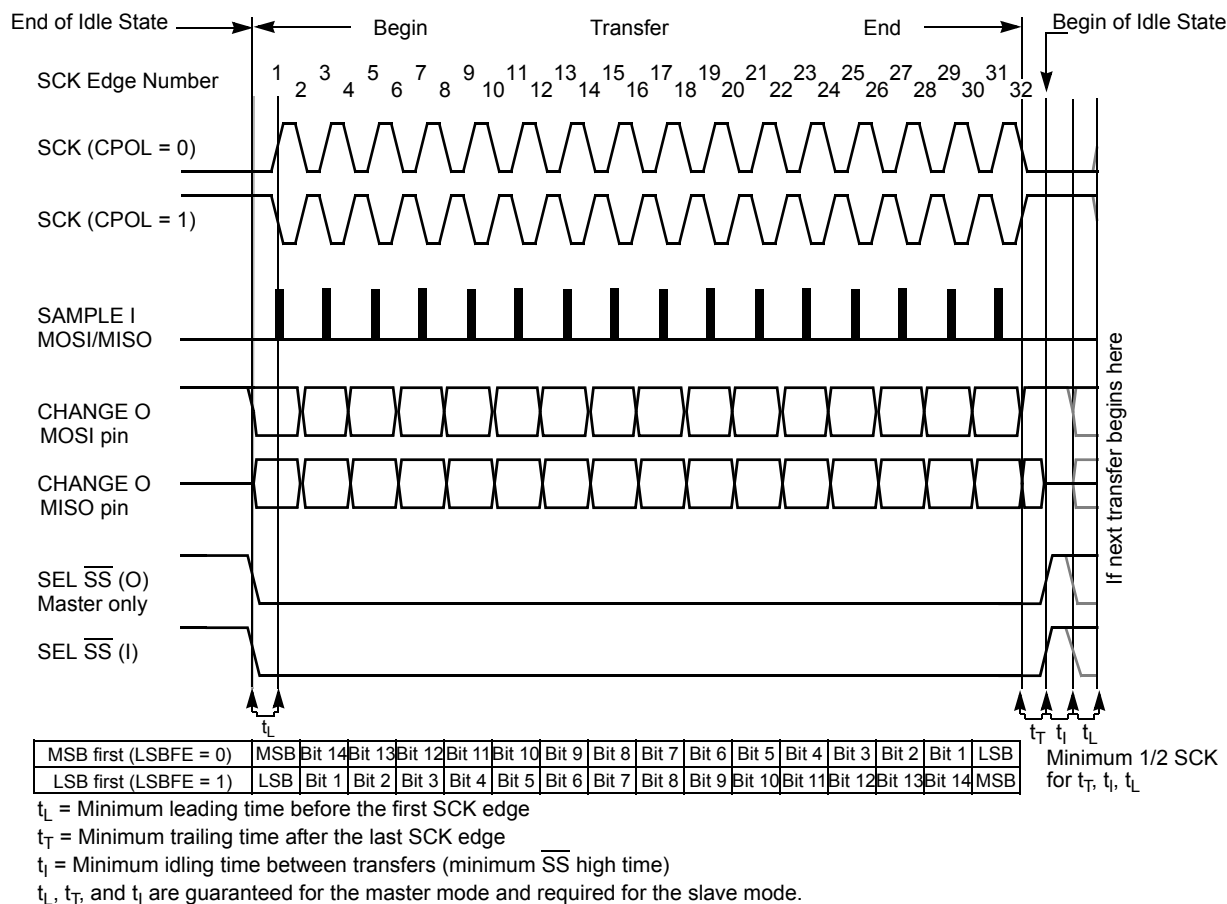 End of Idle State
Begin
Transfer
End
Begin of Idle State
SCK Edge Number
1 3 5 7 9 11 13 15 17 19 21 23 25 27 29 31
2 4 6 8 10 12 14 16 18 20 22 24 26 28 30 32
SCK (CPOL = 0)
SCK (CPOL = 1)
SAMPLE I
MOSI/MISO
CHANGE O
MOSI pin
CHANGE O
MISO pin
SEL S̅S̅ (O)
Master only
SEL S̅S̅ (I)
If next transfer begins here
tL
tT tI tL
MSB first (LSBFE = 0) MSB Bit 14 Bit 13 Bit 12 Bit 11 Bit 10 Bit 9 Bit 8 Bit 7 Bit 6 Bit 5 Bit 4 Bit 3 Bit 2 Bit 1 LSB
LSB first (LSBFE = 1) LSB Bit 1 Bit 2 Bit 3 Bit 4 Bit 5 Bit 6 Bit 7 Bit 8 Bit 9 Bit 10 Bit 11 Bit 12 Bit 13 Bit 14 MSB
Minimum 1/2 SCK
for tT, tI, tL
tL = Minimum leading time before the first SCK edge
tT = Minimum trailing time after the last SCK edge
tI = Minimum idling time between transfers (minimum S̅S̅ high time)
tL, tT, and tI are guaranteed for the master mode and required for the slave mode.